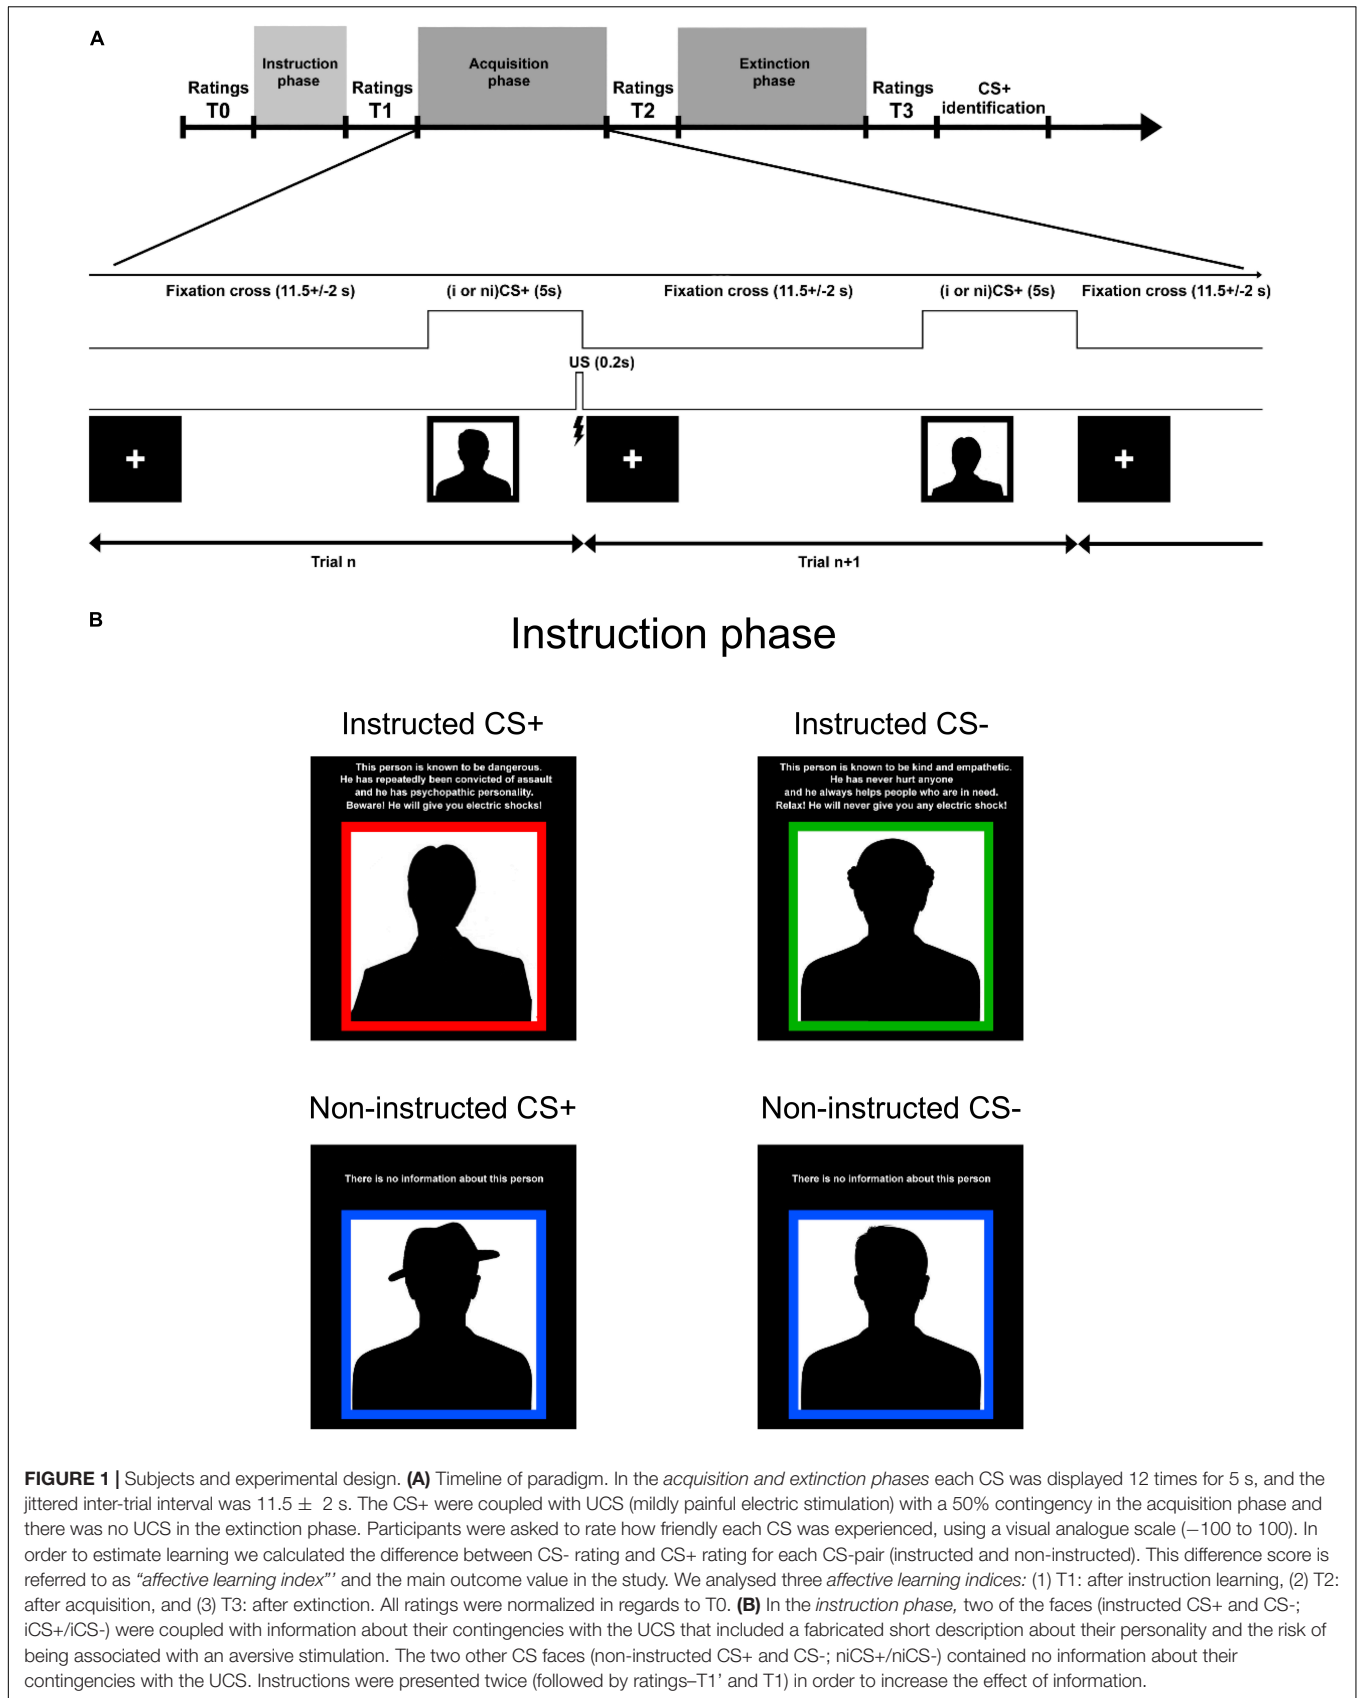 A
Ratings
T0
Instruction
phase
Ratings
T1
Acquisition
phase
Ratings
T2
Extinction
phase
Ratings
T3
CS+
identification
Fixation cross (11.5+/-2 s)
(i or ni)CS+ (5s)
Fixation cross (11.5+/-2 s)
(i or ni)CS+ (5s)
Fixation cross (11.5+/-2 s)
US (0.2s)
Trial n
Trial n+1
B
Instruction phase
Instructed CS+
This person is known to be dangerous.
He has repeatedly been convicted of assault
and he has psychopathic personality.
Beware! He will give you electric shocks!
Instructed CS-
This person is known to be kind and empathetic.
He has never hurt anyone
and he always helps people who are in need.
Relax! He will never give you any electric shock!
Non-instructed CS+
There is no information about this person
Non-instructed CS-
There is no information about this person
FIGURE 1 | Subjects and experimental design. (A) Timeline of paradigm. In the acquisition and extinction phases each CS was displayed 12 times for 5 s, and the
jittered inter-trial interval was 11.5 ± 2 s. The CS+ were coupled with UCS (mildly painful electric stimulation) with a 50% contingency in the acquisition phase and
there was no UCS in the extinction phase. Participants were asked to rate how friendly each CS was experienced, using a visual analogue scale (−100 to 100). In
order to estimate learning we calculated the difference between CS- rating and CS+ rating for each CS-pair (instructed and non-instructed). This difference score is
referred to as “affective learning index”’ and the main outcome value in the study. We analysed three affective learning indices: (1) T1: after instruction learning, (2) T2:
after acquisition, and (3) T3: after extinction. All ratings were normalized in regards to T0. (B) In the instruction phase, two of the faces (instructed CS+ and CS-;
iCS+/iCS-) were coupled with information about their contingencies with the UCS that included a fabricated short description about their personality and the risk of
being associated with an aversive stimulation. The two other CS faces (non-instructed CS+ and CS-; niCS+/niCS-) contained no information about their
contingencies with the UCS. Instructions were presented twice (followed by ratings–T1’ and T1) in order to increase the effect of information.